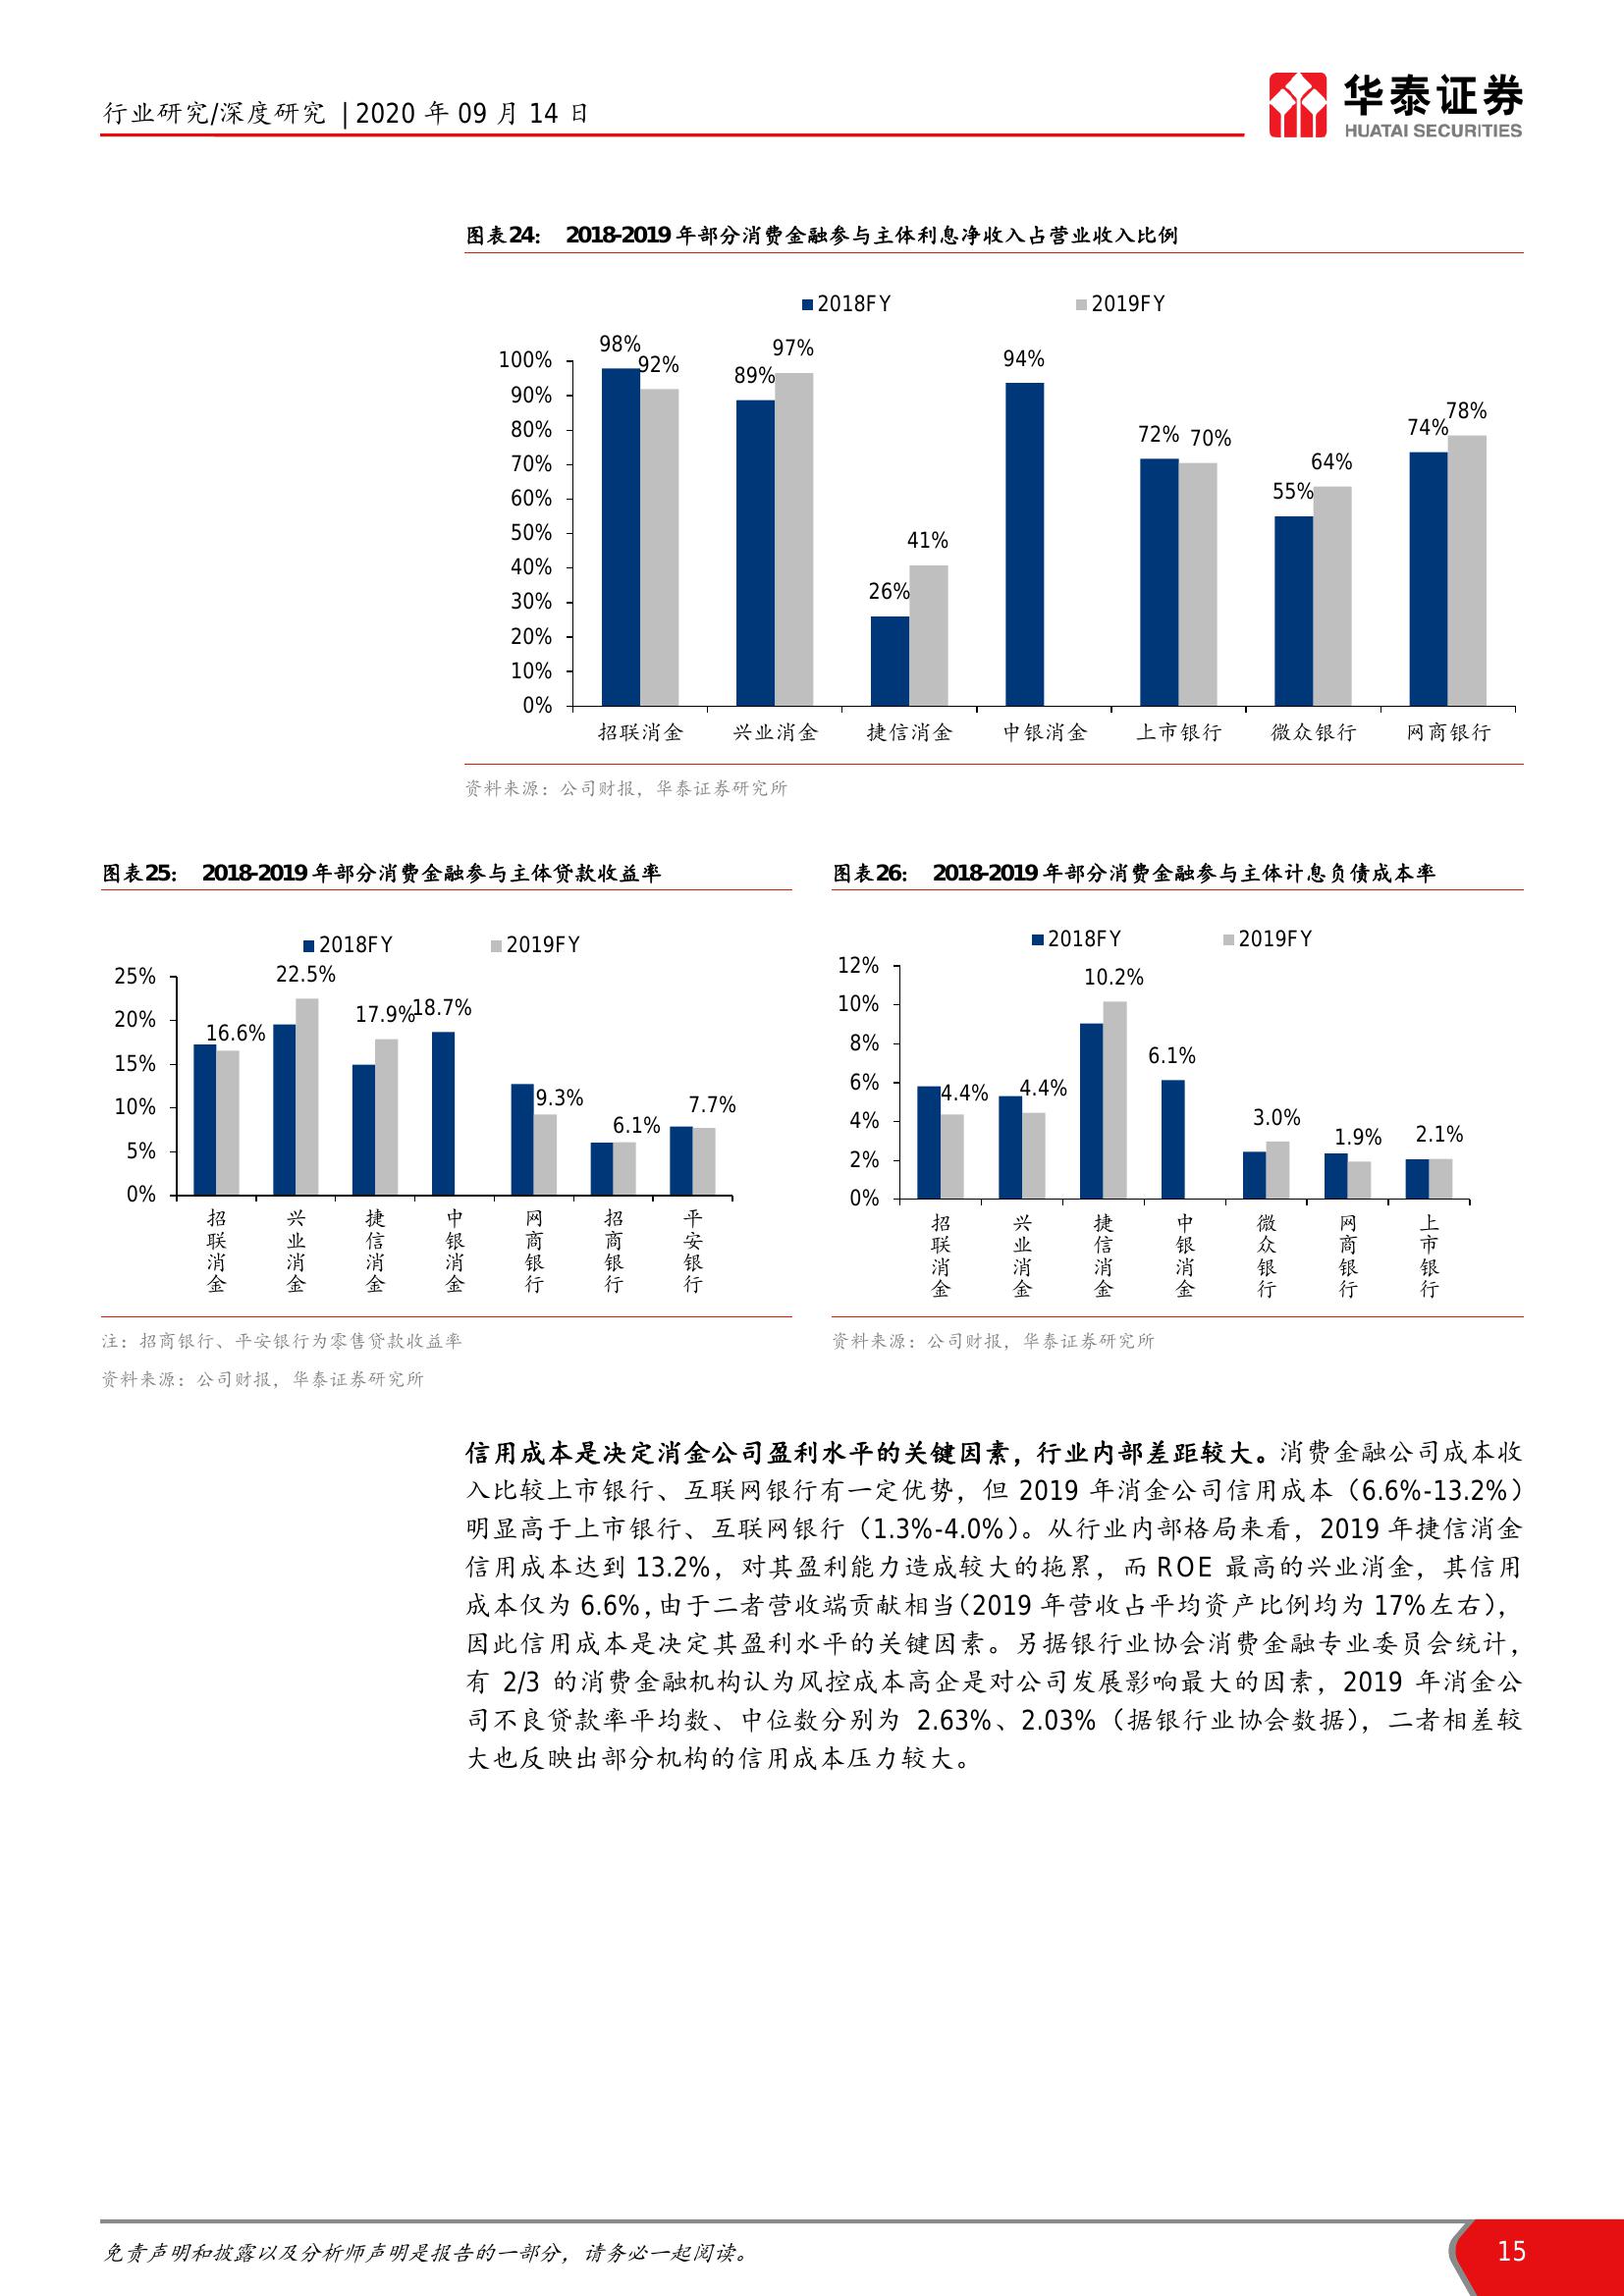 行业研究/深度研究 | 2020 年 09 月 14 日
华泰证券
HUATAI SECURITIES
图表24： 2018-2019 年部分消费金融参与主体利息净收入占营业收入比例
2018FY 2019FY
98% 92% 89% 97% 26% 41% 94% 72% 70% 55% 64% 74% 78%
100%
90%
80%
70%
60%
50%
40%
30%
20%
10%
0%
招联消金 兴业消金 捷信消金 中银消金 上市银行 微众银行 网商银行
资料来源：公司财报，华泰证券研究所
图表25： 2018-2019 年部分消费金融参与主体贷款收益率
2018FY 2019FY
25%
20%
15%
10%
5%
0%
16.6% 22.5% 17.9% 18.7% 9.3% 6.1% 7.7%
招联消金 兴业消金 捷信消金 中银消金 网商银行 招商银行 平安银行
注：招商银行、平安银行为零售贷款收益率
资料来源：公司财报，华泰证券研究所
图表26： 2018-2019 年部分消费金融参与主体计息负债成本率
2018FY 2019FY
12%
10%
8%
6%
4%
2%
0%
4.4% 4.4% 10.2% 6.1% 3.0% 1.9% 2.1%
招联消金 兴业消金 捷信消金 中银消金 微众银行 网商银行 上市银行
资料来源：公司财报，华泰证券研究所
信用成本是决定消金公司盈利水平的关键因素，行业内部差距较大。消费金融公司成本收
入比较上市银行、互联网银行有一定优势，但 2019 年消金公司信用成本（6.6%-13.2%）
明显高于上市银行、互联网银行（1.3%-4.0%）。从行业内部格局来看，2019 年捷信消金
信用成本达到 13.2%，对其盈利能力造成较大的拖累，而 ROE 最高的兴业消金，其信用
成本仅为 6.6%，由于二者营收端贡献相当（2019 年营收占平均资产比例均为 17%左右），
因此信用成本是决定其盈利水平的关键因素。另据银行业协会消费金融专业委员会统计，
有 2/3 的消费金融机构认为风控成本高企是对公司发展影响最大的因素，2019 年消金公
司不良贷款率平均数、中位数分别为 2.63%、2.03%（据银行业协会数据），二者相差较
大也反映出部分机构的信用成本压力较大。
免责声明和披露以及分析师声明是报告的一部分，请务必一起阅读。
15